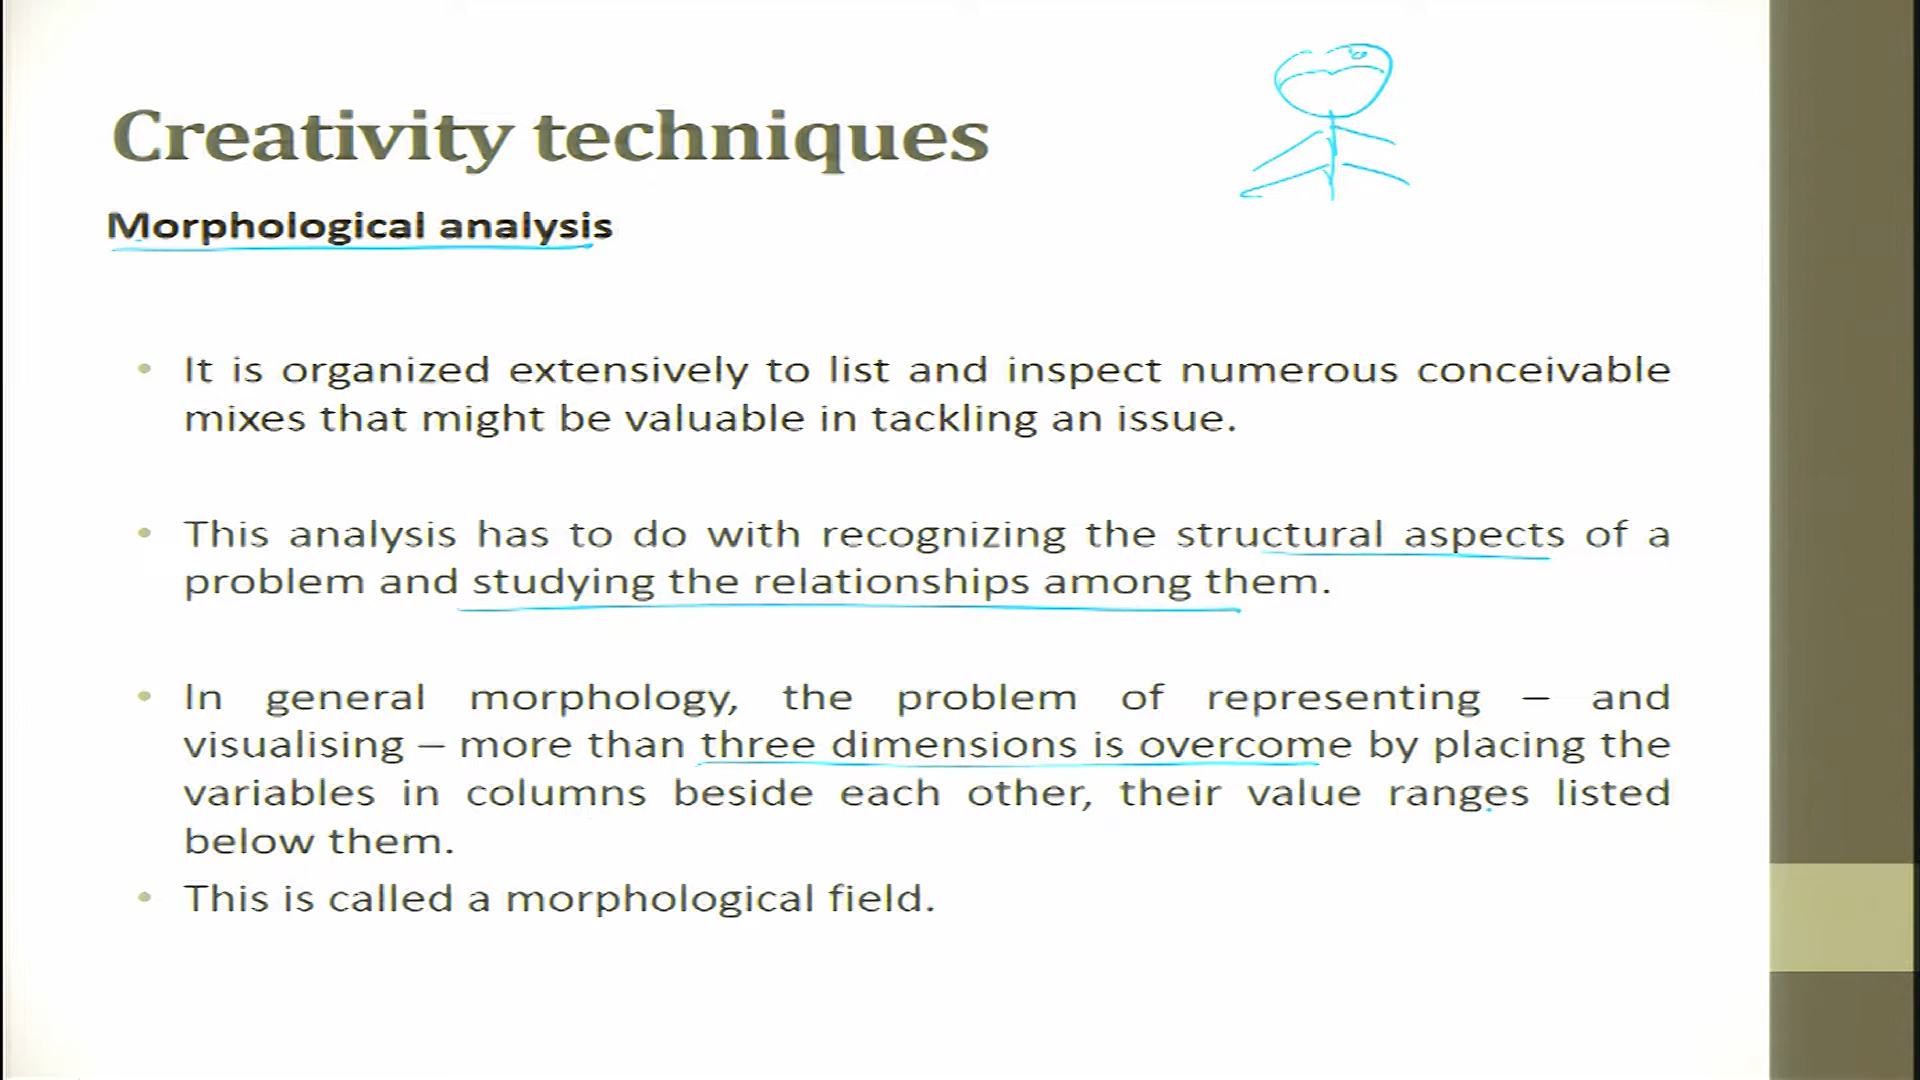 Creativity techniques
Morphological analysis
• It is organized extensively to list and inspect numerous conceivable
mixes that might be valuable in tackling an issue.
• This analysis has to do with recognizing the structural aspects of a
problem and studying the relationships among them.
• In general morphology, the problem of representing – and
visualising – more than three dimensions is overcome by placing the
variables in columns beside each other, their value ranges listed
below them.
• This is called a morphological field.